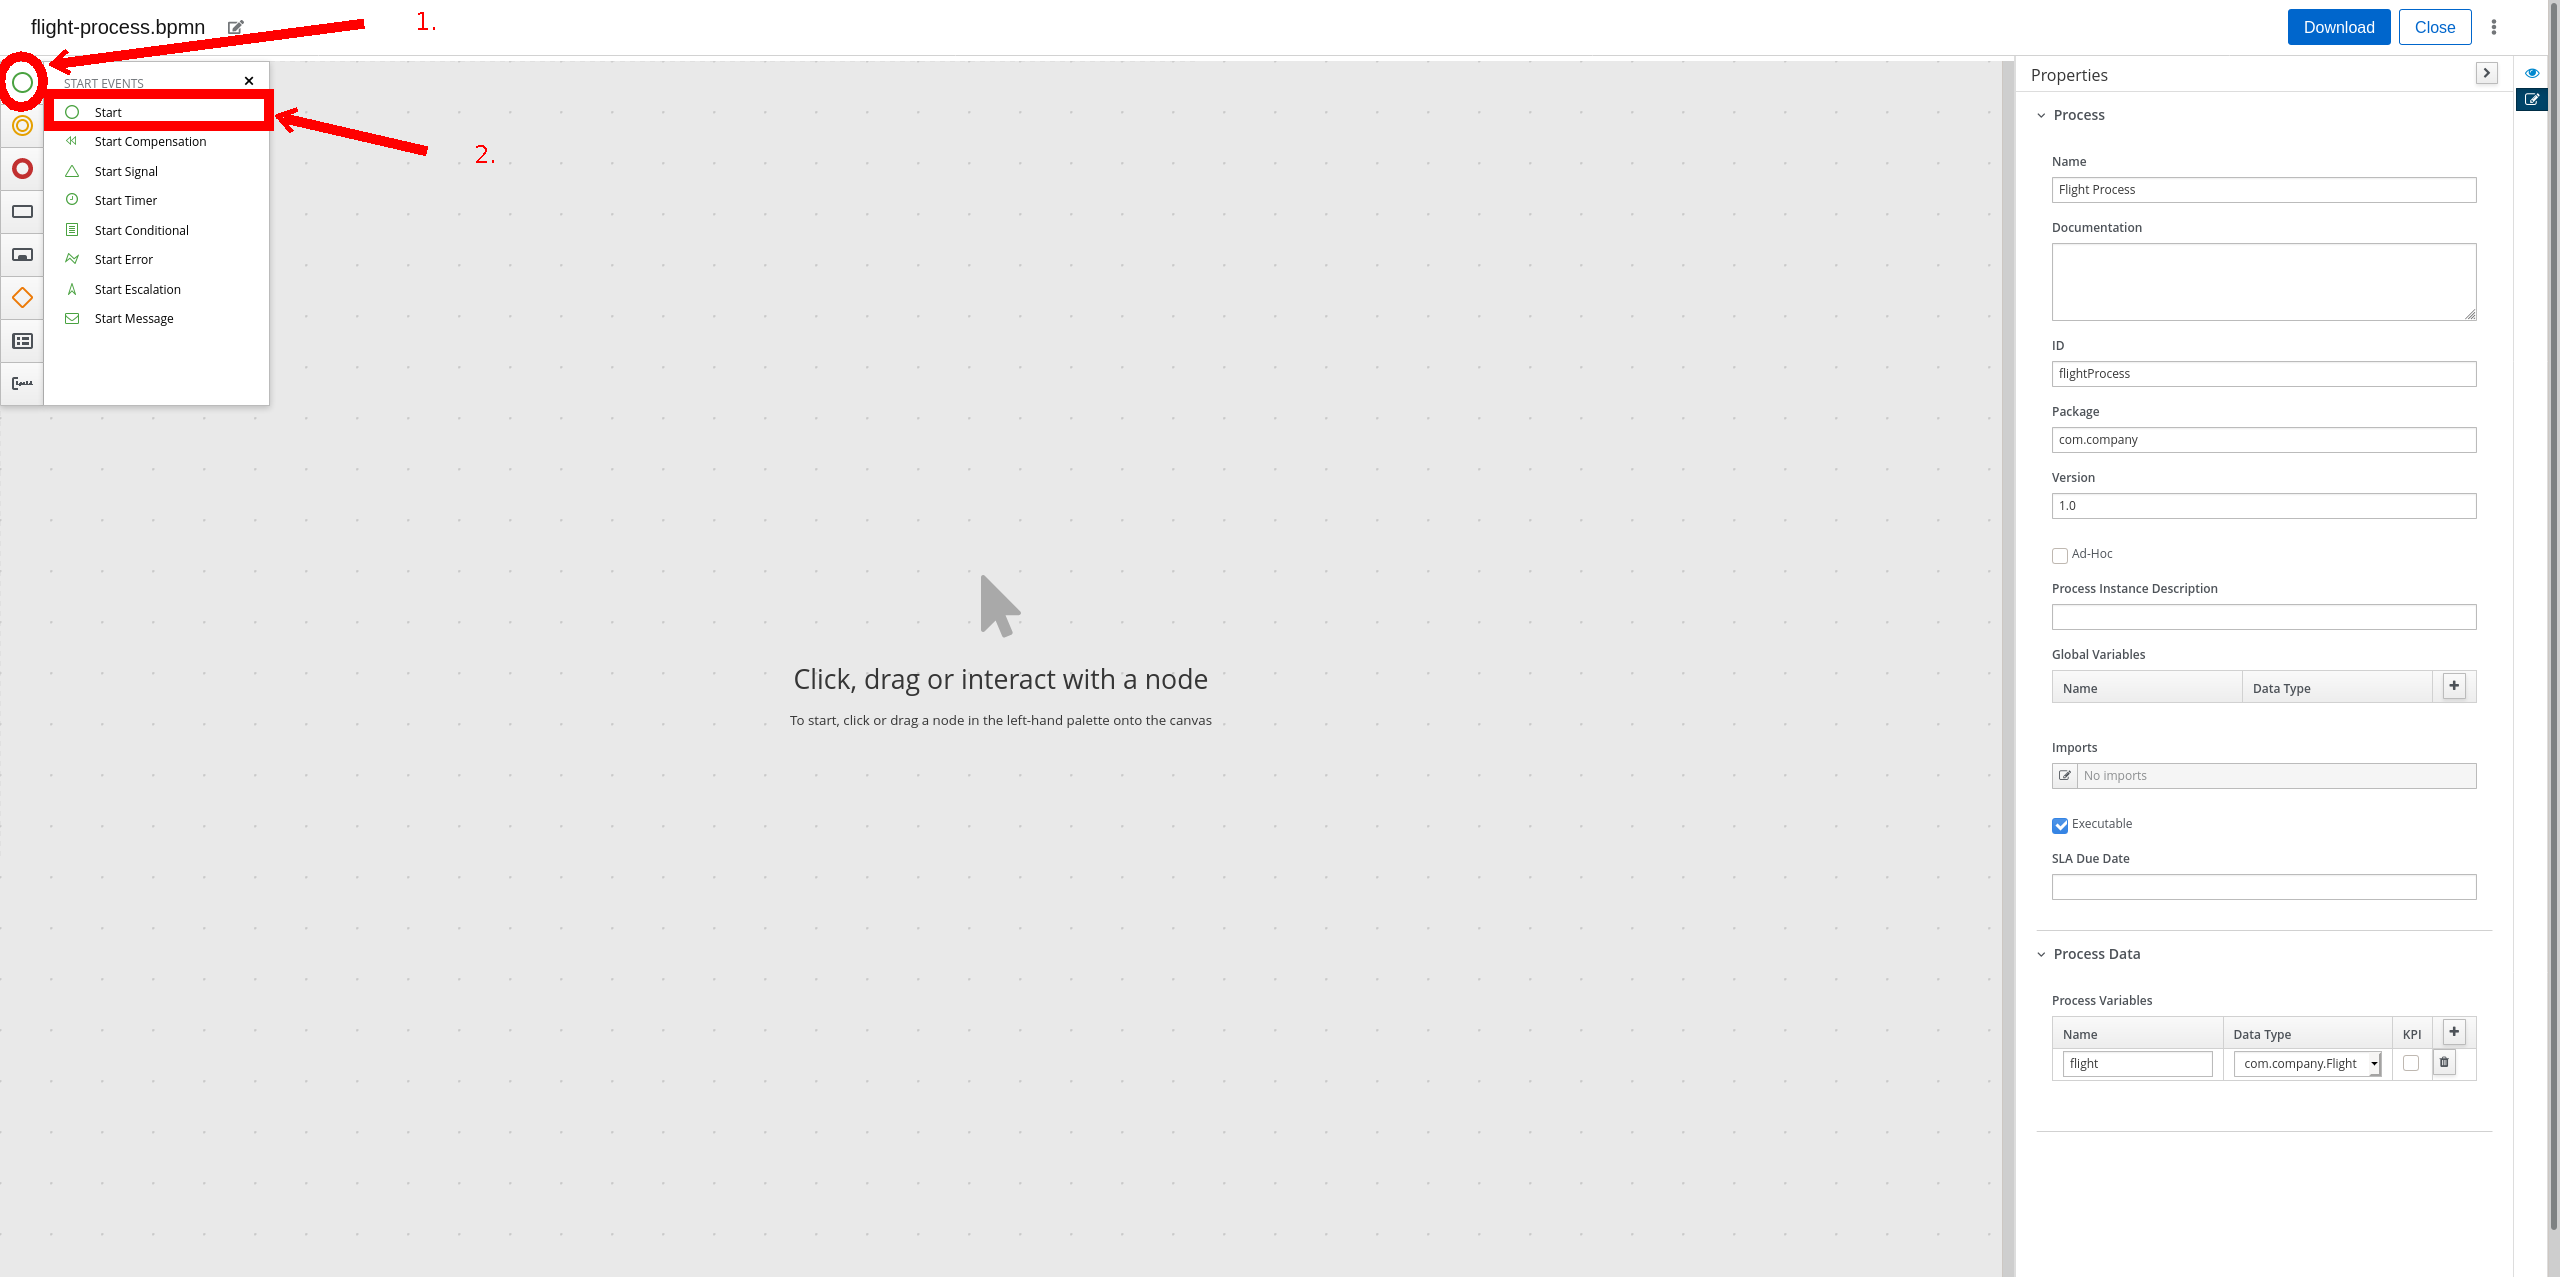 flight-process.bpmn
1.
Download
Close
START EVENTS
Start
Start Compensation
Start Signal
Start Timer
Start Conditional
Start Error
Start Escalation
Start Message
2.
Click, drag or interact with a node
To start, click or drag a node in the left-hand palette onto the canvas
Properties
Process
Name
Flight Process
Documentation
ID
flightProcess
Package
com.company
Version
1.0
Ad-Hoc
Process Instance Description
Global Variables
Name Data Type
Imports
No imports
Executable
SLA Due Date
Process Data
Process Variables
Name Data Type KPI
flight com.company.Flight